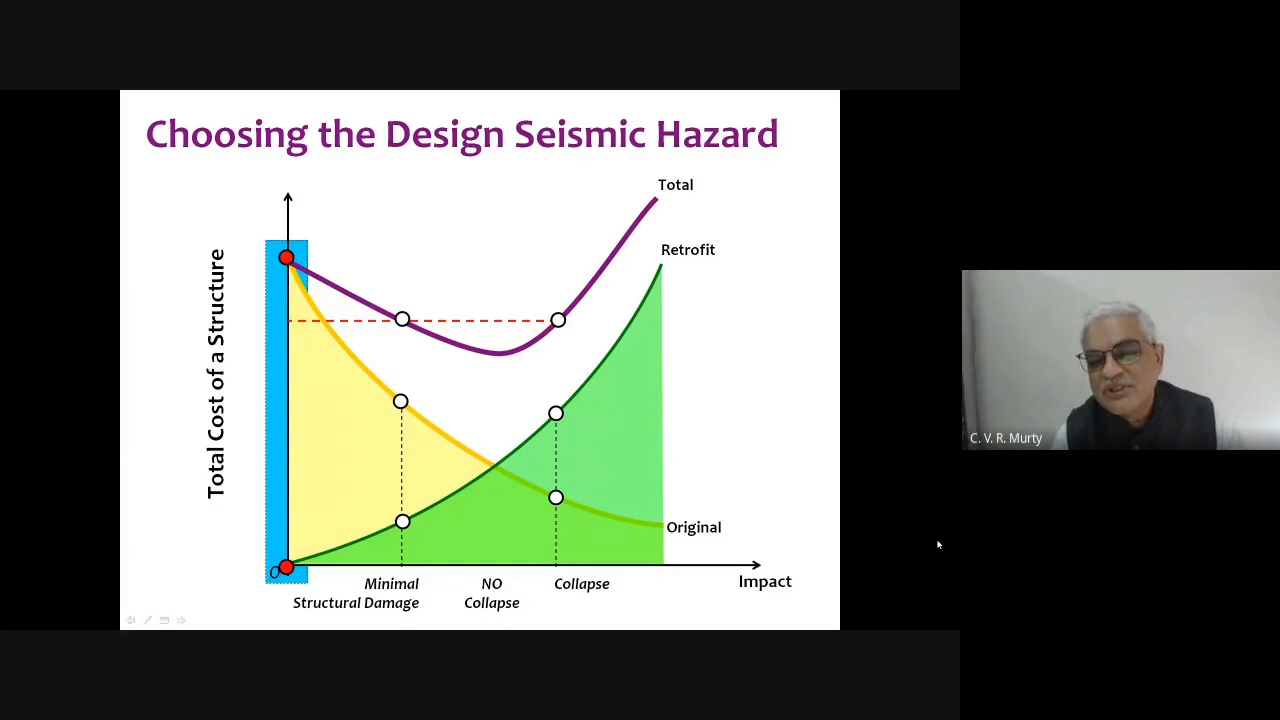 Choosing the Design Seismic Hazard
Total
Retrofit
Total Cost of a Structure
Original
0
Impact
Minimal
Structural Damage
NO
Collapse
Collapse
C. V. R. Murty